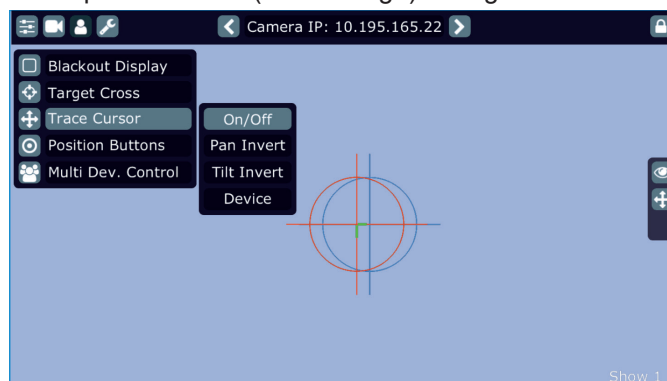 Camera IP: 10.195.165.22
Blackout Display
Target Cross
Trace Cursor
On/Off
Position Buttons
Pan Invert
Multi Dev. Control
Tilt Invert
Device
Show 1